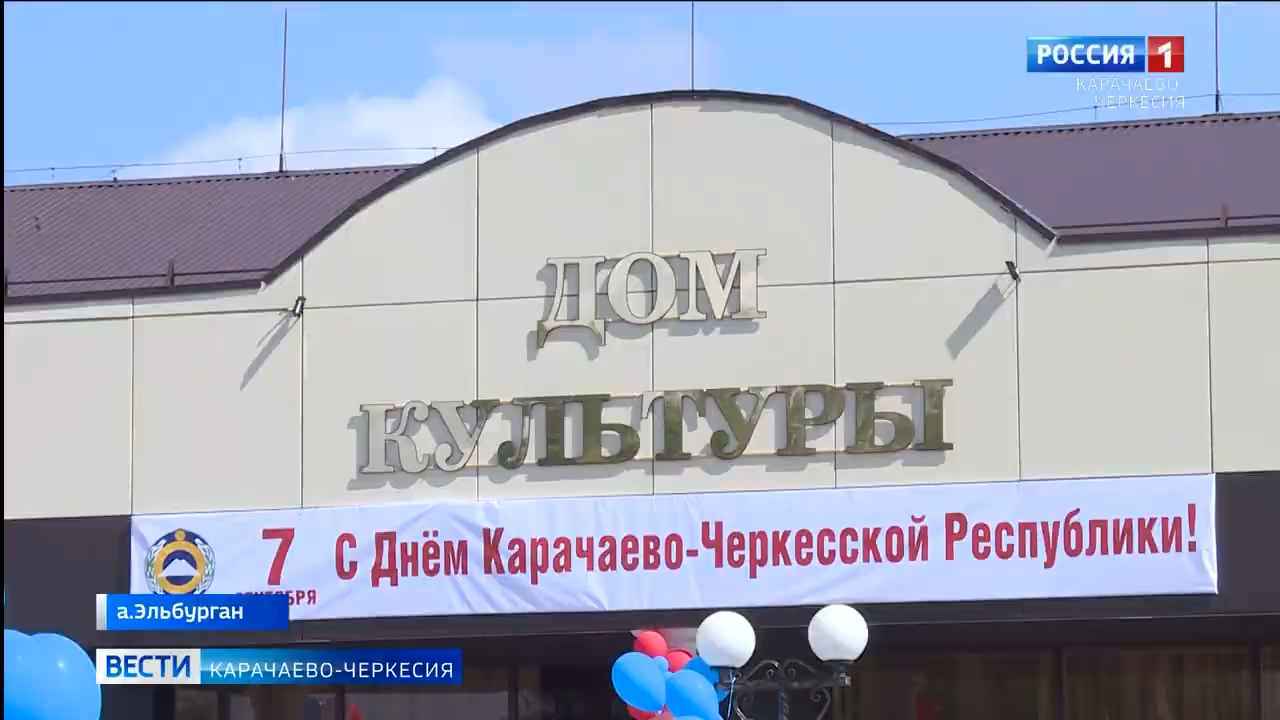 РОССИЯ 1
КАРАЧАЕВО
ЧЕРКЕСИЯ
ДОМ
КУЛЬТУРЫ
7 С Днём Карачаево-Черкесской Республики!
а.Эльбурган
ВЕСТИ КАРАЧАЕВО-ЧЕРКЕСИЯ